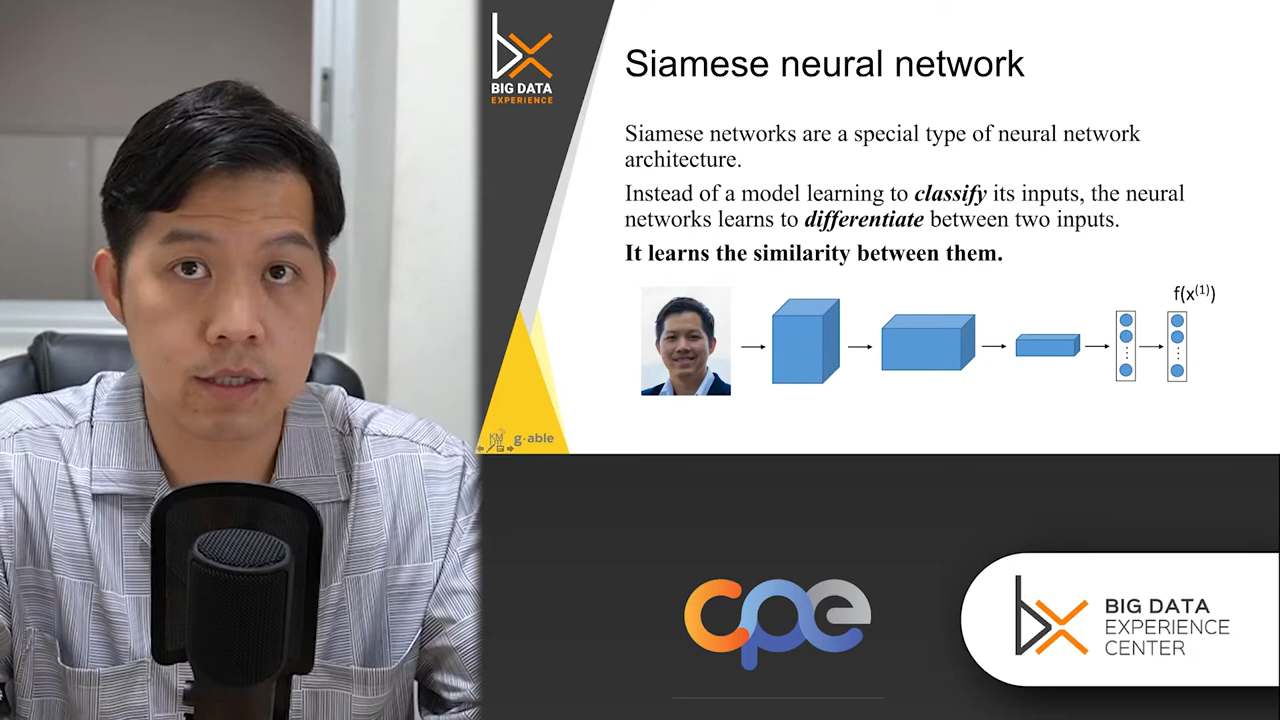 BIG DATA
EXPERIENCE
Siamese neural network
Siamese networks are a special type of neural network
architecture.
Instead of a model learning to classify its inputs, the neural
networks learns to differentiate between two inputs.
It learns the similarity between them.
f(x⁽¹⁾)
g·able
cpe
bx
BIG DATA
EXPERIENCE
CENTER